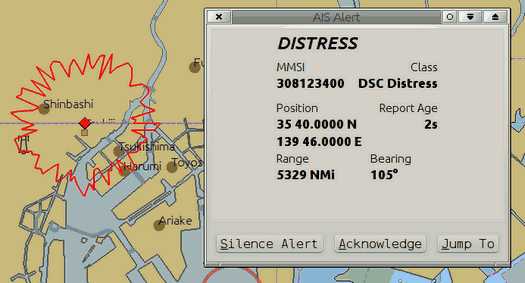 AIS Alert
DISTRESS
MMSI Class
308123400 DSC Distress
Position Report Age
35 40.0000 N 2s
139 46.0000 E
Range Bearing
5329 NMi 105°
Silence Alert Acknowledge Jump To
Shinbashi
Tsukishima
Harumi
Toyos
Ariake